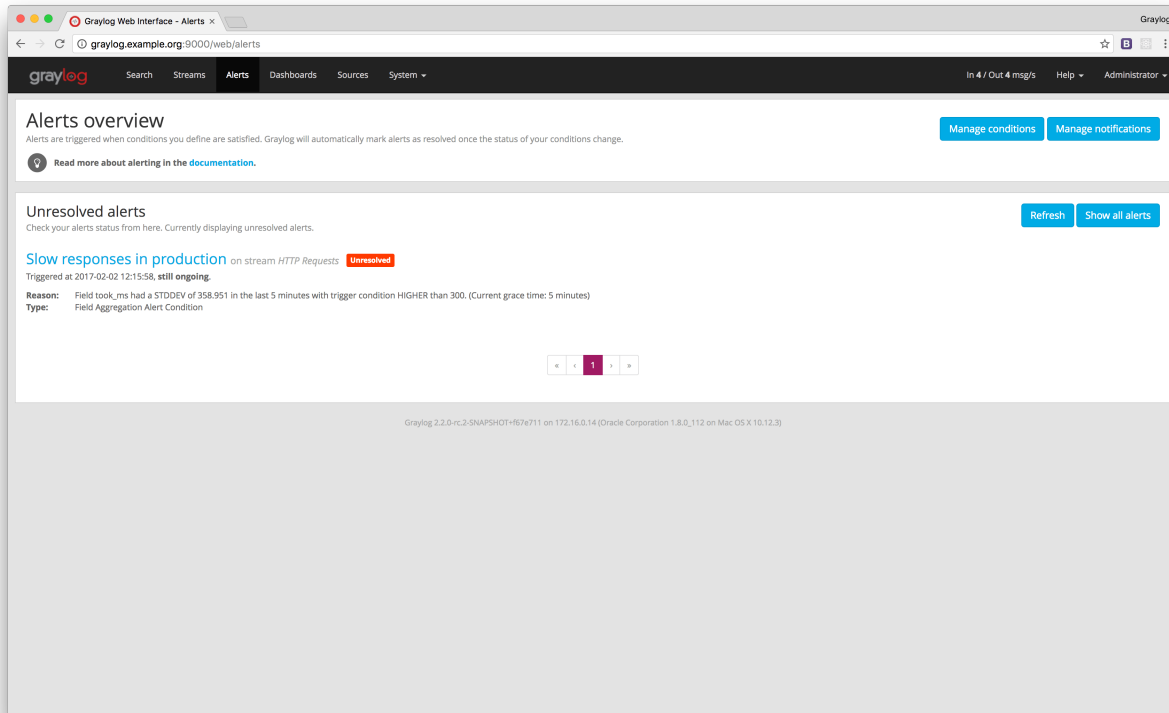 Graylog Web Interface - Alerts ×
Graylog
graylog.example.org:9000/web/alerts
B
graylog Search Streams Alerts Dashboards Sources System In 4 / Out 4 msg/s Help Administrator
Alerts overview
Alerts are triggered when conditions you define are satisfied. Graylog will automatically mark alerts as resolved once the status of your conditions change.
Manage conditions Manage notifications
Read more about alerting in the documentation.
Unresolved alerts
Check your alerts status from here. Currently displaying unresolved alerts.
Refresh Show all alerts
Slow responses in production on stream HTTP Requests Unresolved
Triggered at 2017-02-02 12:15:58, still ongoing.
Reason: Field took_ms had a STDDEV of 358.951 in the last 5 minutes with trigger condition HIGHER than 300. (Current grace time: 5 minutes)
Type: Field Aggregation Alert Condition
« ‹ 1 › »
Graylog 2.2.0-rc.2-SNAPSHOT+f67e711 on 172.16.0.14 (Oracle Corporation 1.8.0_112 on Mac OS X 10.12.3)